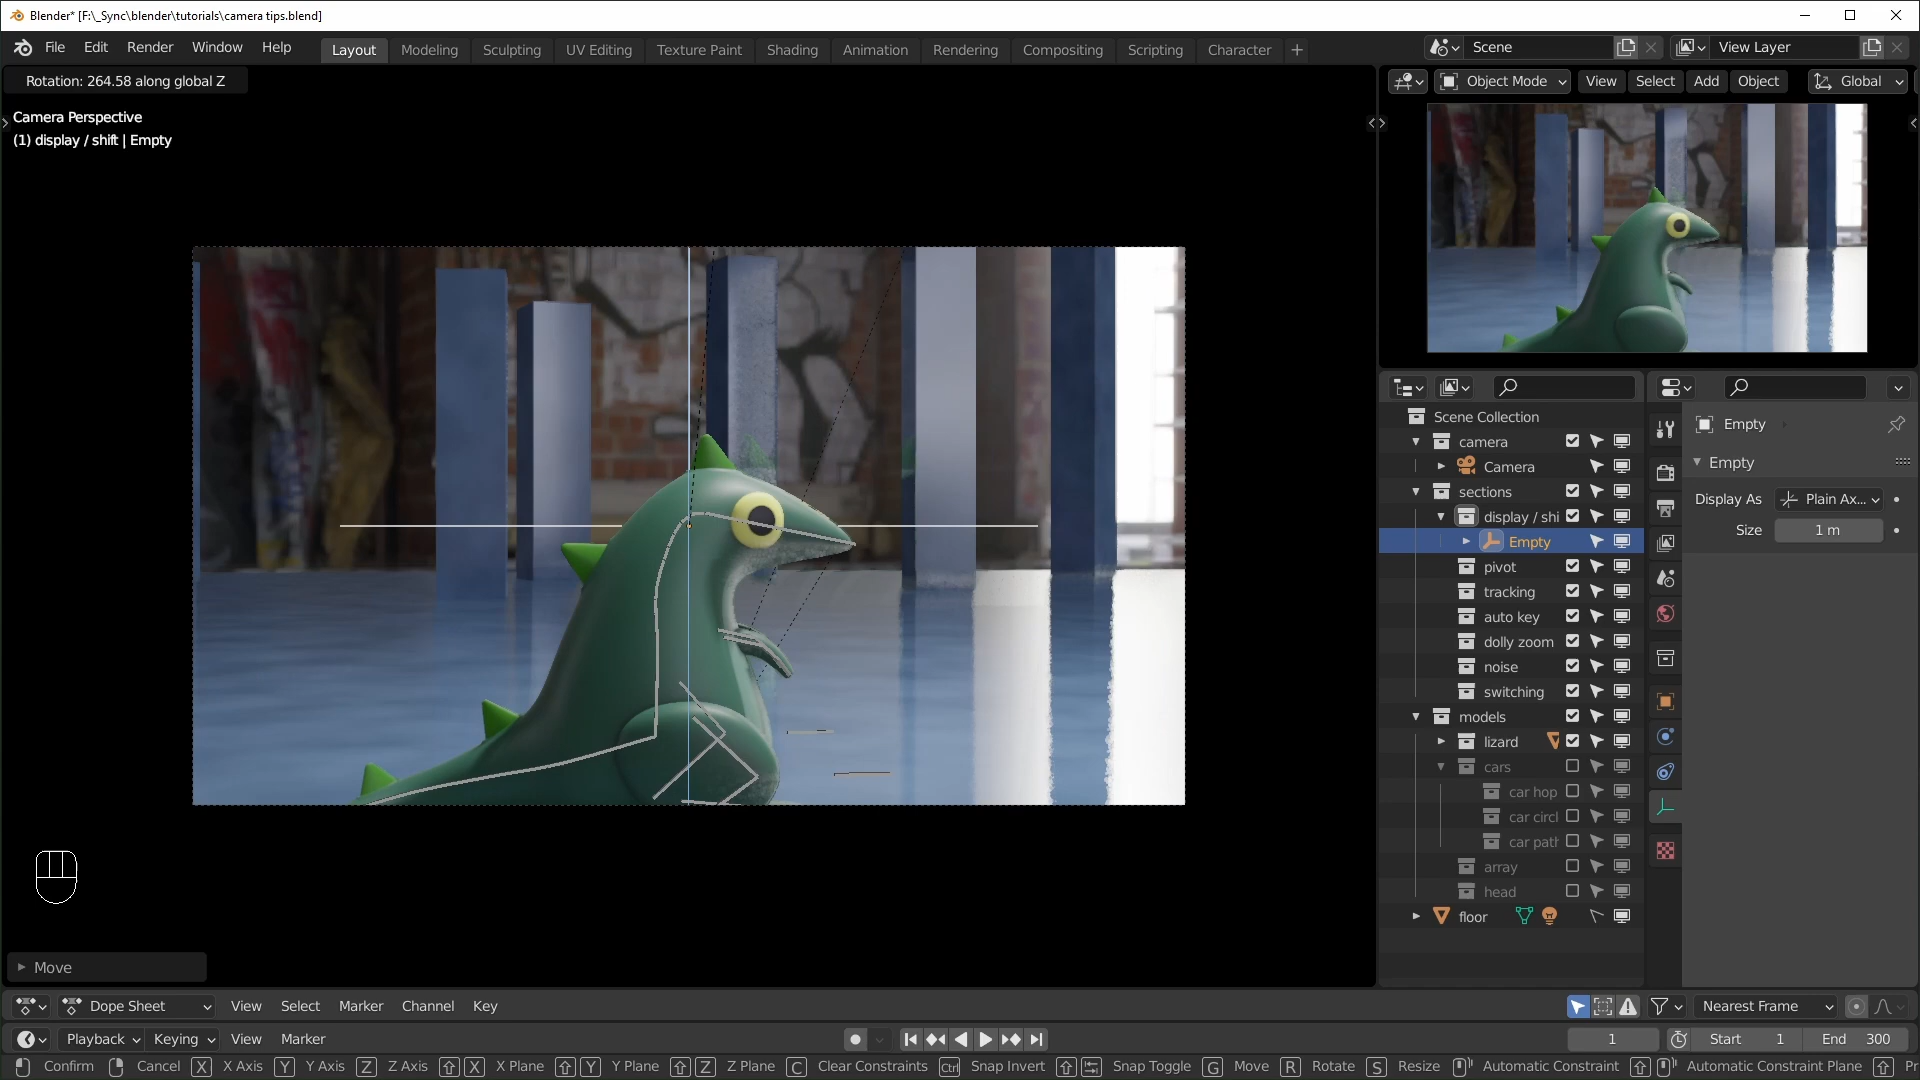 Blender* [F:\_Sync\blender\tutorials\camera tips.blend]
File Edit Render Window Help Layout Modeling Sculpting UV Editing Texture Paint Shading Animation Rendering Compositing Scripting Character + Scene View Layer
Rotation: 264.58 along global Z
Object Mode View Select Add Object Global
Camera Perspective
(1) display / shift | Empty
Scene Collection
camera
Camera
sections
display / shi
Empty
pivot
tracking
auto key
dolly zoom
noise
switching
models
lizard
cars
car hop
car circl
car path
array
head
floor
Empty
Empty
Display As Plain Ax...
Size 1 m
Move
Dope Sheet View Select Marker Channel Key Nearest Frame
Playback Keying View Marker 1 Start 1 End 300
Confirm Cancel X X Axis Y Y Axis Z Z Axis X X Plane Y Y Plane Z Z Plane C Clear Constraints Ctrl Snap Invert Snap Toggle G Move R Rotate S Resize Automatic Constraint Automatic Constraint Plane Pr